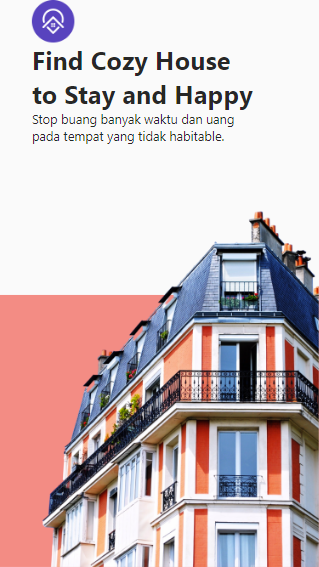 Find Cozy House
to Stay and Happy
Stop buang banyak waktu dan uang
pada tempat yang tidak habitable.